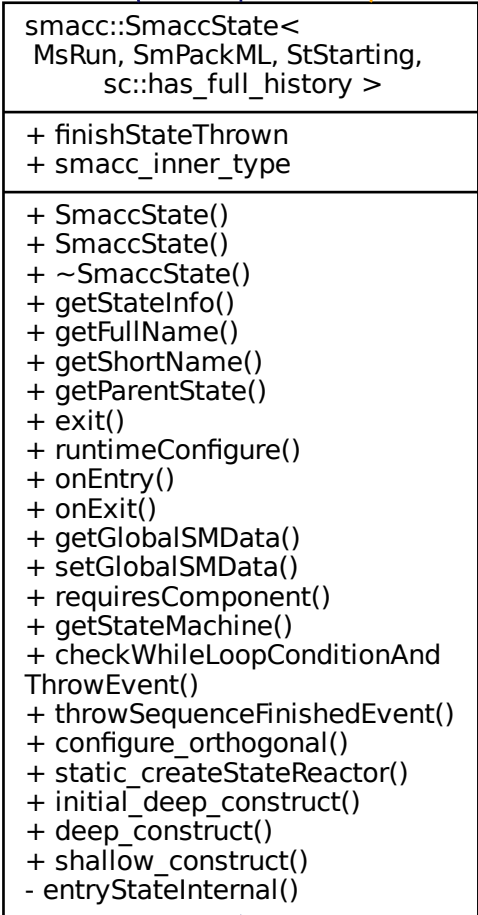 smacc::SmaccState<
MsRun, SmPackML, StStarting,
sc::has_full_history >
+ finishStateThrown
+ smacc_inner_type
+ SmaccState()
+ SmaccState()
+ ~SmaccState()
+ getStateInfo()
+ getFullName()
+ getShortName()
+ getParentState()
+ exit()
+ runtimeConfigure()
+ onEntry()
+ onExit()
+ getGlobalSMData()
+ setGlobalSMData()
+ requiresComponent()
+ getStateMachine()
+ checkWhileLoopConditionAnd
ThrowEvent()
+ throwSequenceFinishedEvent()
+ configure_orthogonal()
+ static_createStateReactor()
+ initial_deep_construct()
+ deep_construct()
+ shallow_construct()
- entryStateInternal()